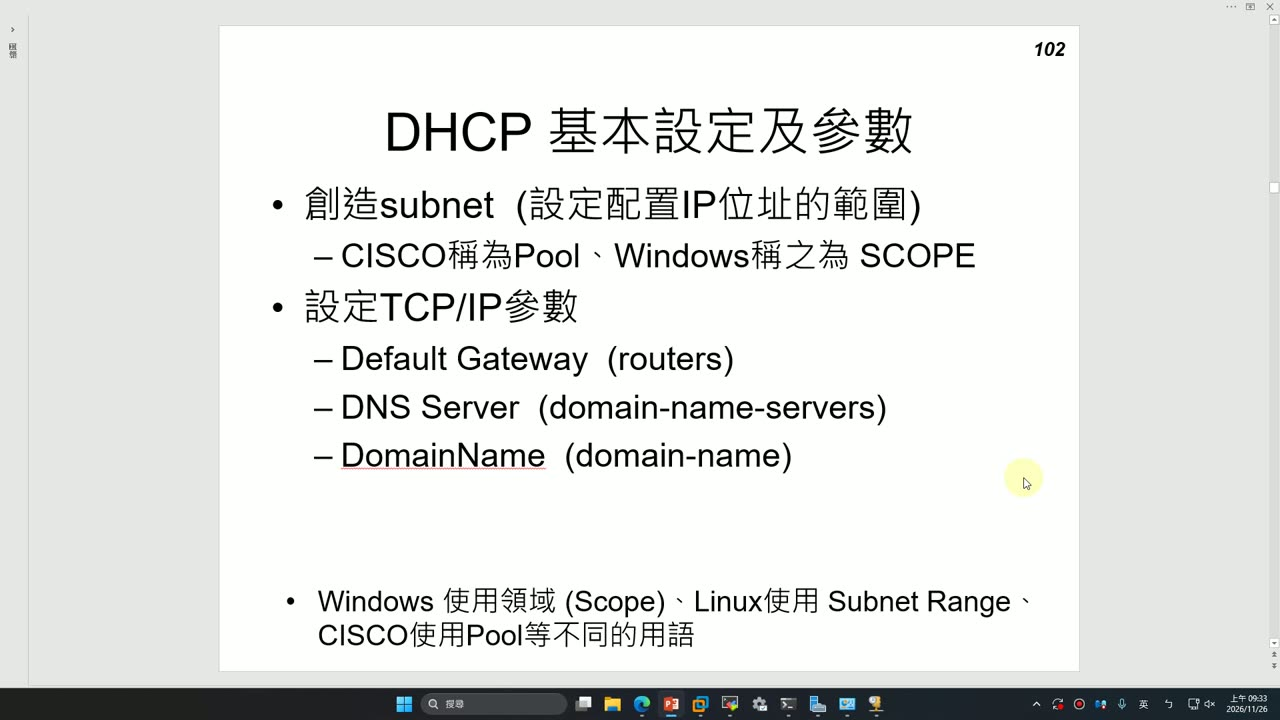 102
DHCP 基本設定及參數
• 創造subnet (設定配置IP位址的範圍)
– CISCO稱為Pool、Windows稱之為 SCOPE
• 設定TCP/IP參數
– Default Gateway (routers)
– DNS Server (domain-name-servers)
– DomainName (domain-name)
• Windows 使用領域 (Scope)、Linux使用 Subnet Range、
CISCO使用Pool等不同的用語
搜尋
英
ㄅ
上午 09:33
2026/11/26